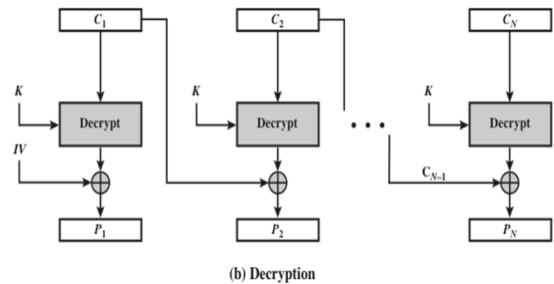 C1 C2 CN
K K K
Decrypt Decrypt • • • Decrypt
IV
CN–1
P1 P2 PN
(b) Decryption